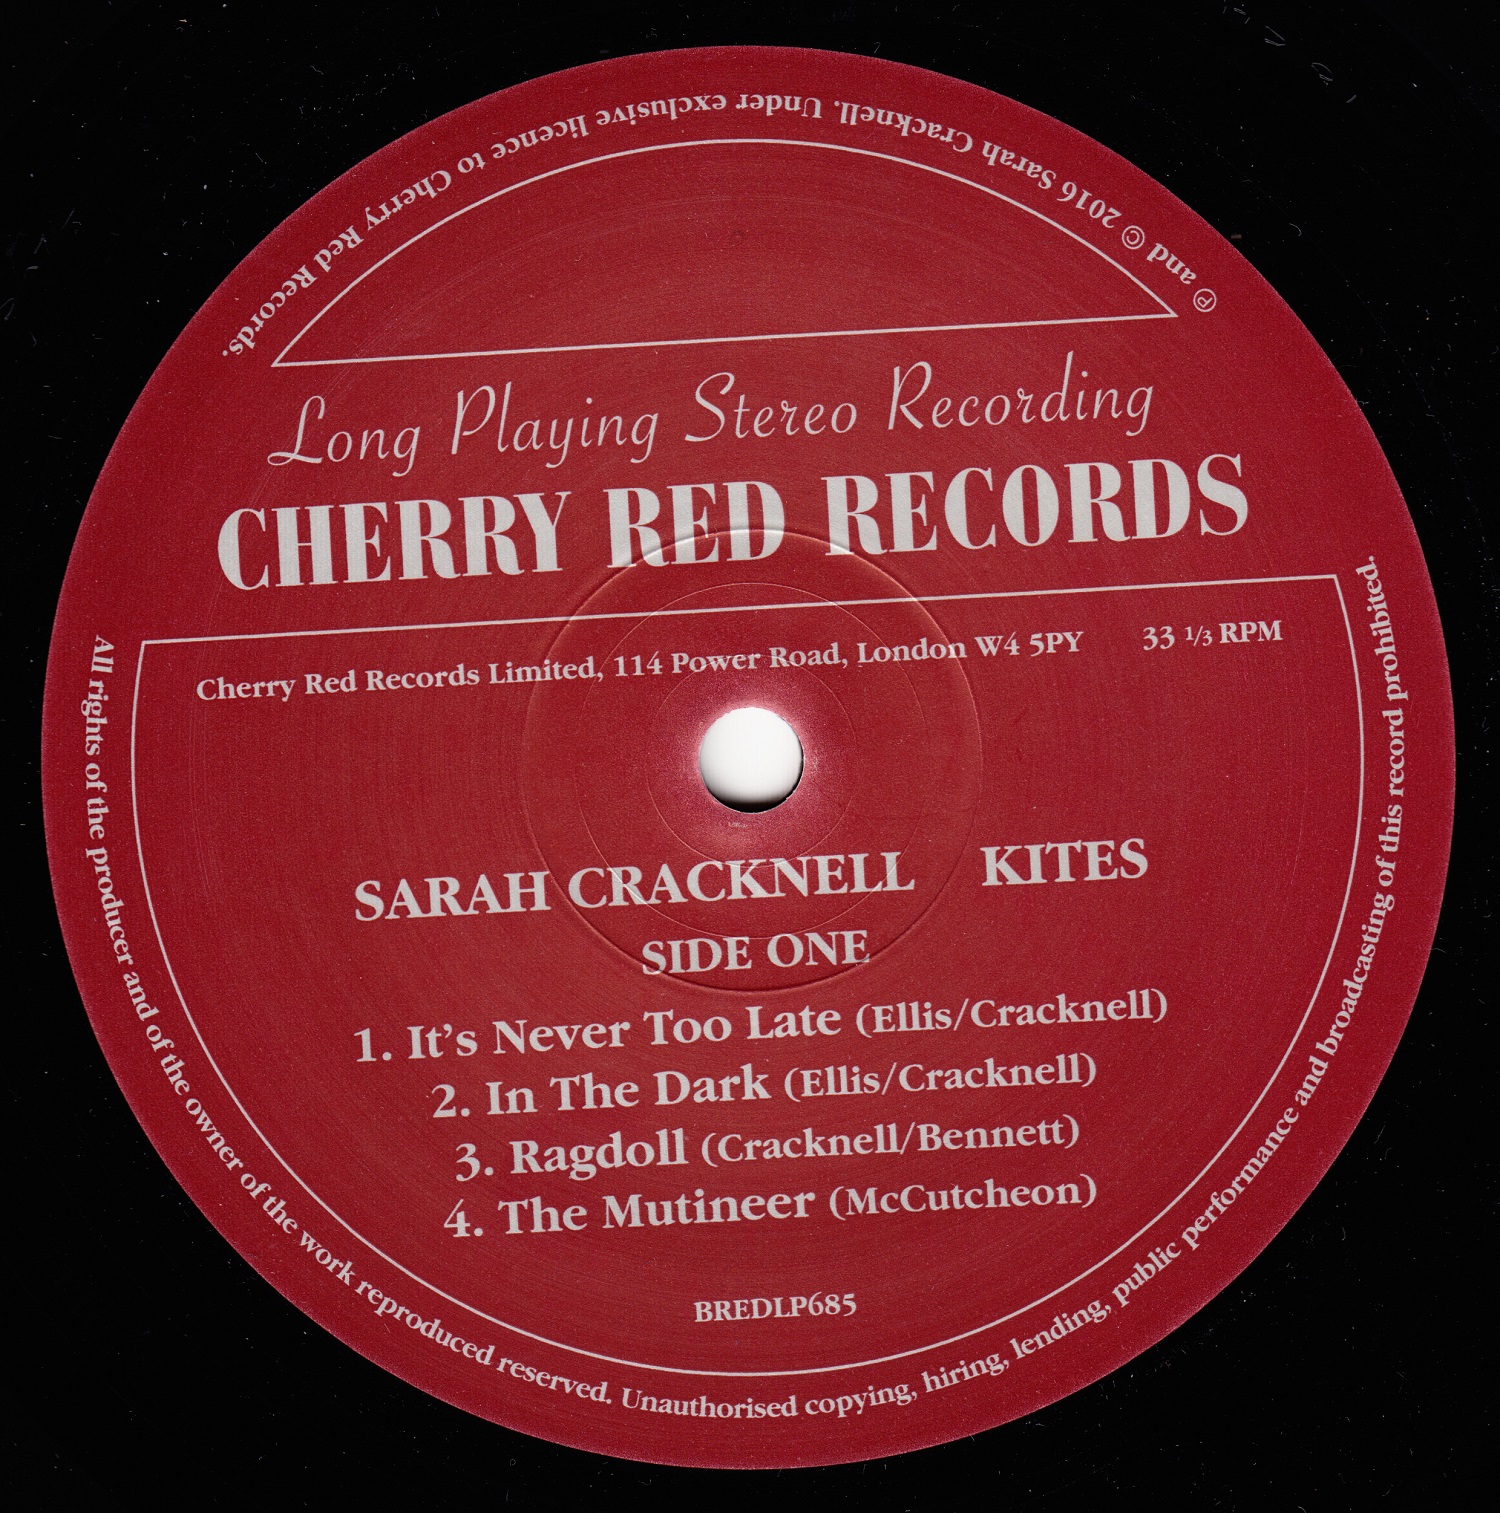 ℗ and © 2016 Sarah Cracknell. Under exclusive licence to Cherry Red Records.
Long Playing Stereo Recording
CHERRY RED RECORDS
Cherry Red Records Limited, 114 Power Road, London W4 5PY 33 1/3 RPM
SARAH CRACKNELL KITES
SIDE ONE
1. It's Never Too Late (Ellis/Cracknell)
2. In The Dark (Ellis/Cracknell)
3. Ragdoll (Cracknell/Bennett)
4. The Mutineer (McCutcheon)
BREDLP685
All rights of the producer and of the owner of the work reproduced reserved. Unauthorised copying, hiring, lending, public performance and broadcasting of this record prohibited.